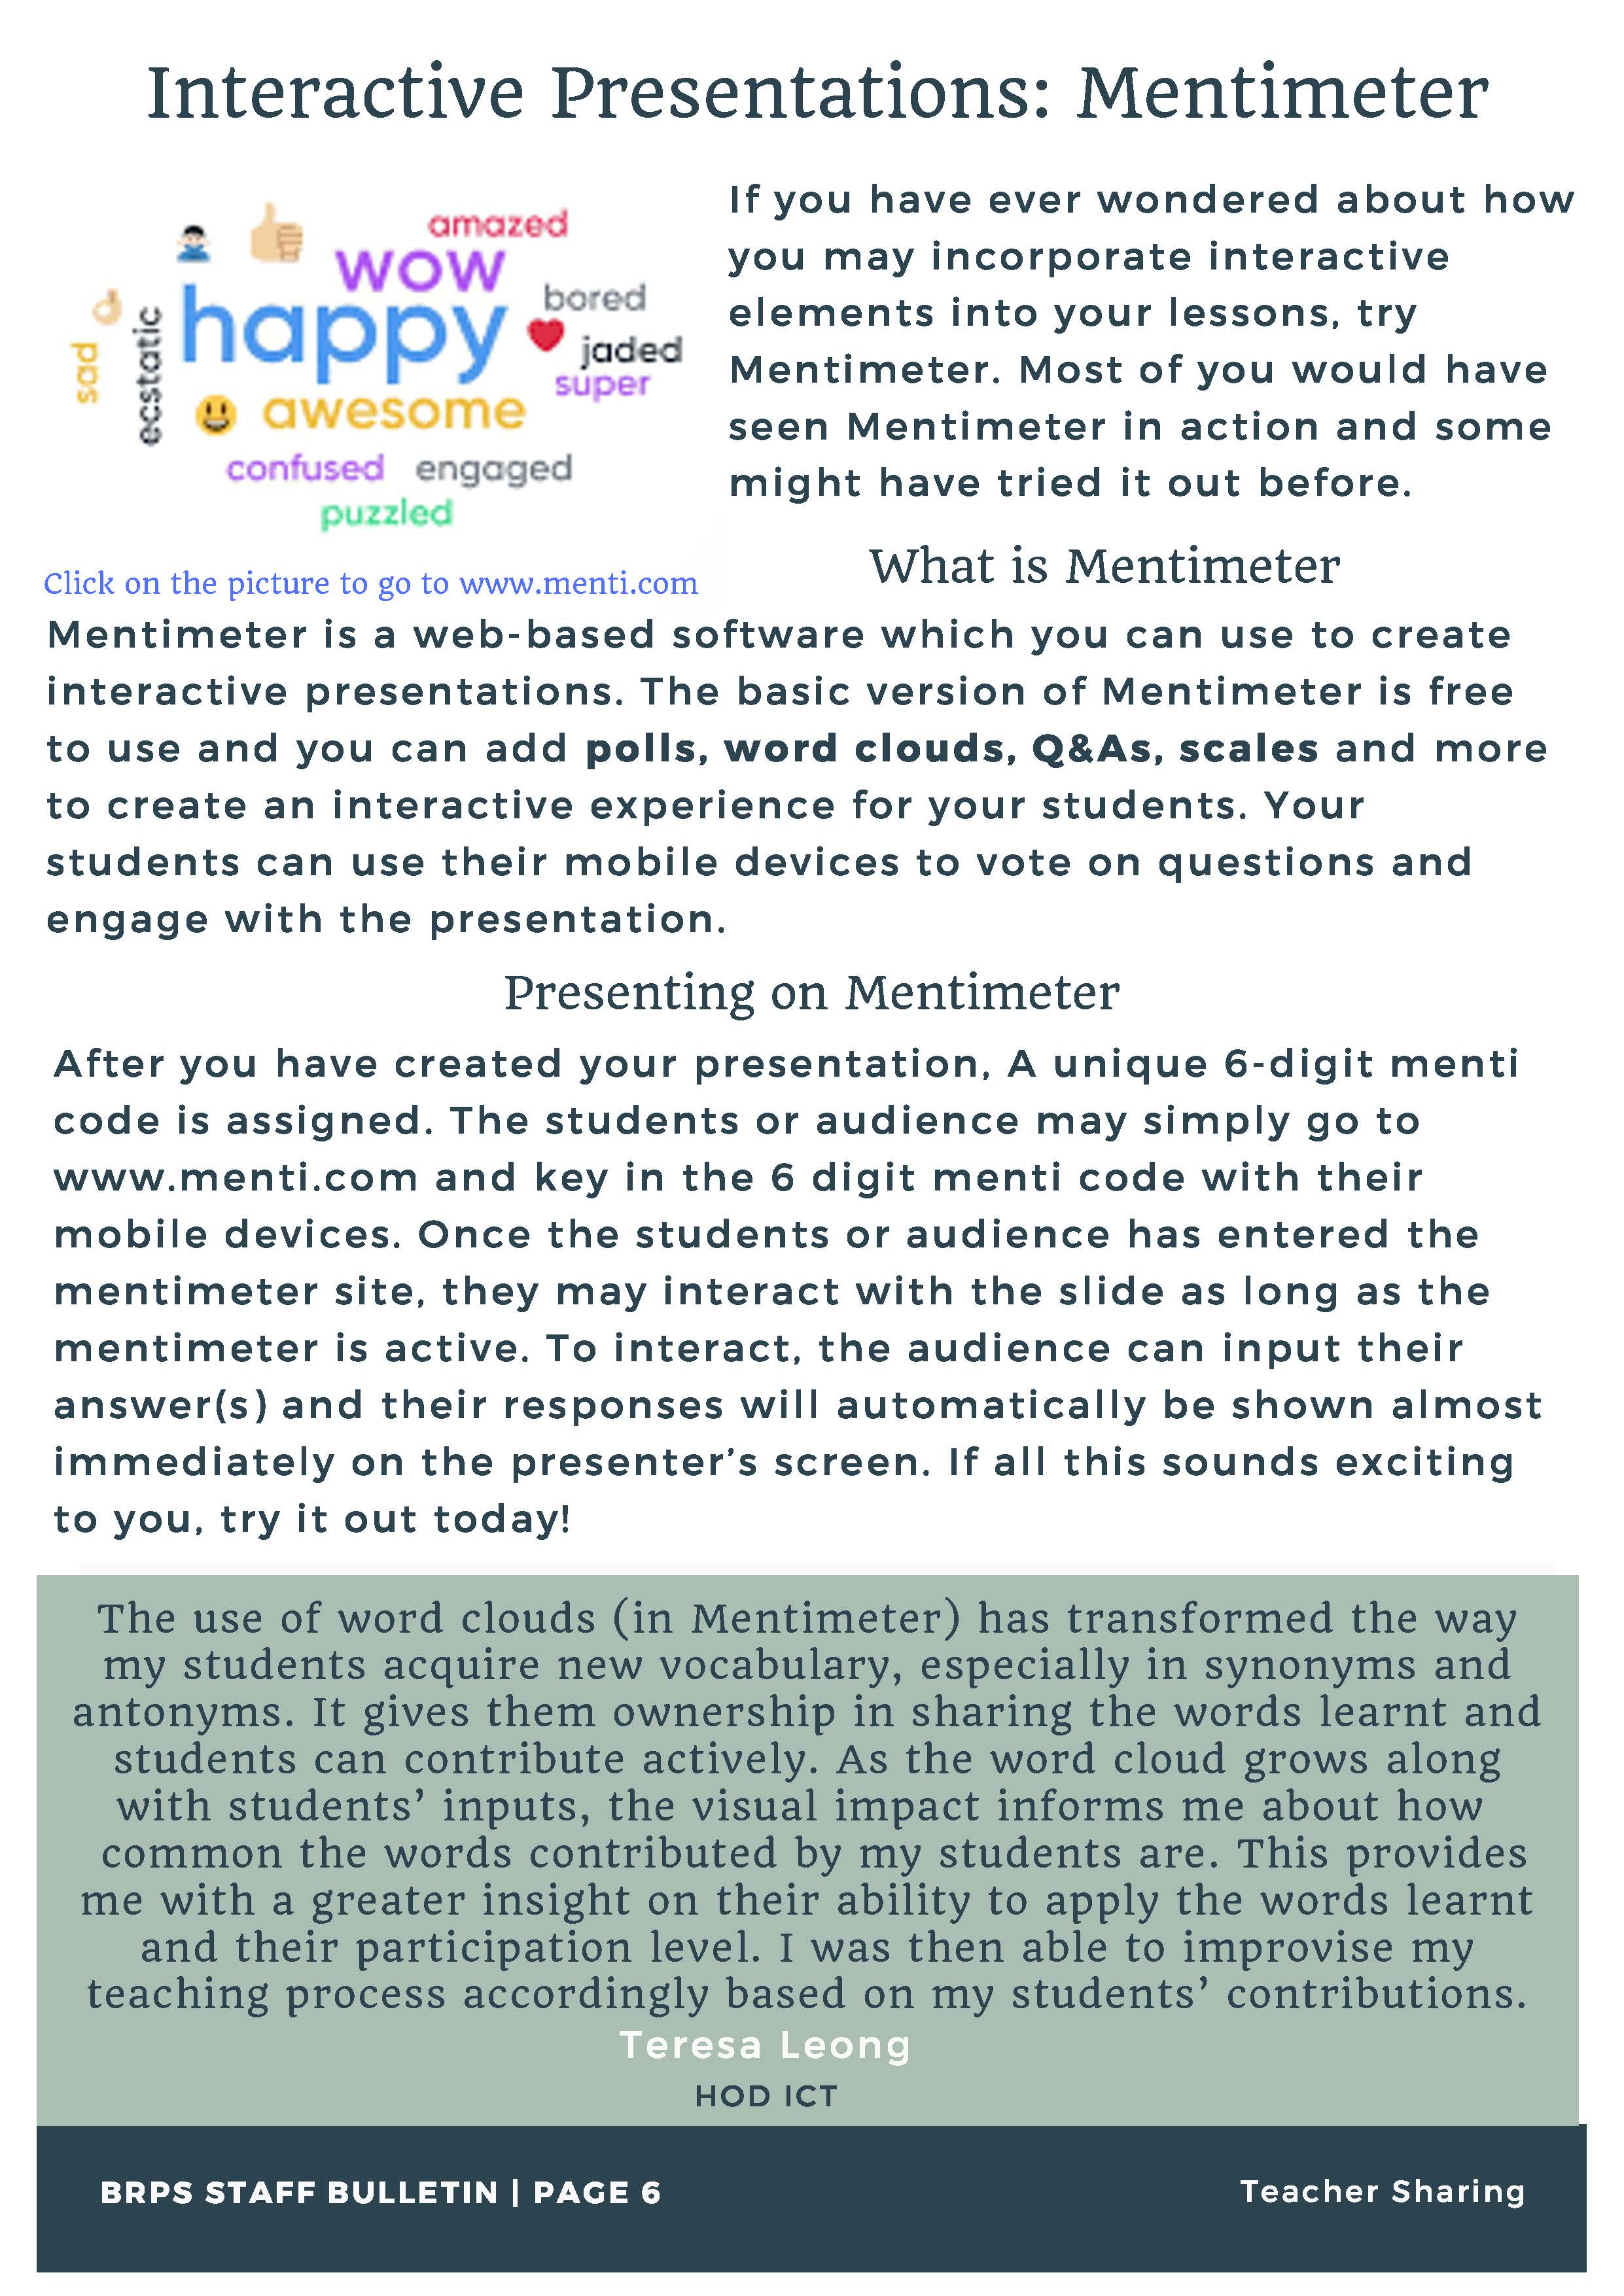 Interactive Presentations: Mentimeter
amazed
wow
bored
happy
jaded
sad
ecstatic
super
awesome
confused engaged
puzzled
Click on the picture to go to www.menti.com
If you have ever wondered about how
you may incorporate interactive
elements into your lessons, try
Mentimeter. Most of you would have
seen Mentimeter in action and some
might have tried it out before.
What is Mentimeter
Mentimeter is a web-based software which you can use to create
interactive presentations. The basic version of Mentimeter is free
to use and you can add polls, word clouds, Q&As, scales and more
to create an interactive experience for your students. Your
students can use their mobile devices to vote on questions and
engage with the presentation.
Presenting on Mentimeter
After you have created your presentation, A unique 6-digit menti
code is assigned. The students or audience may simply go to
www.menti.com and key in the 6 digit menti code with their
mobile devices. Once the students or audience has entered the
mentimeter site, they may interact with the slide as long as the
mentimeter is active. To interact, the audience can input their
answer(s) and their responses will automatically be shown almost
immediately on the presenter’s screen. If all this sounds exciting
to you, try it out today!
The use of word clouds (in Mentimeter) has transformed the way
my students acquire new vocabulary, especially in synonyms and
antonyms. It gives them ownership in sharing the words learnt and
students can contribute actively. As the word cloud grows along
with students’ inputs, the visual impact informs me about how
common the words contributed by my students are. This provides
me with a greater insight on their ability to apply the words learnt
and their participation level. I was then able to improvise my
teaching process accordingly based on my students’ contributions.
Teresa Leong
HOD ICT
BRPS STAFF BULLETIN | PAGE 6
Teacher Sharing